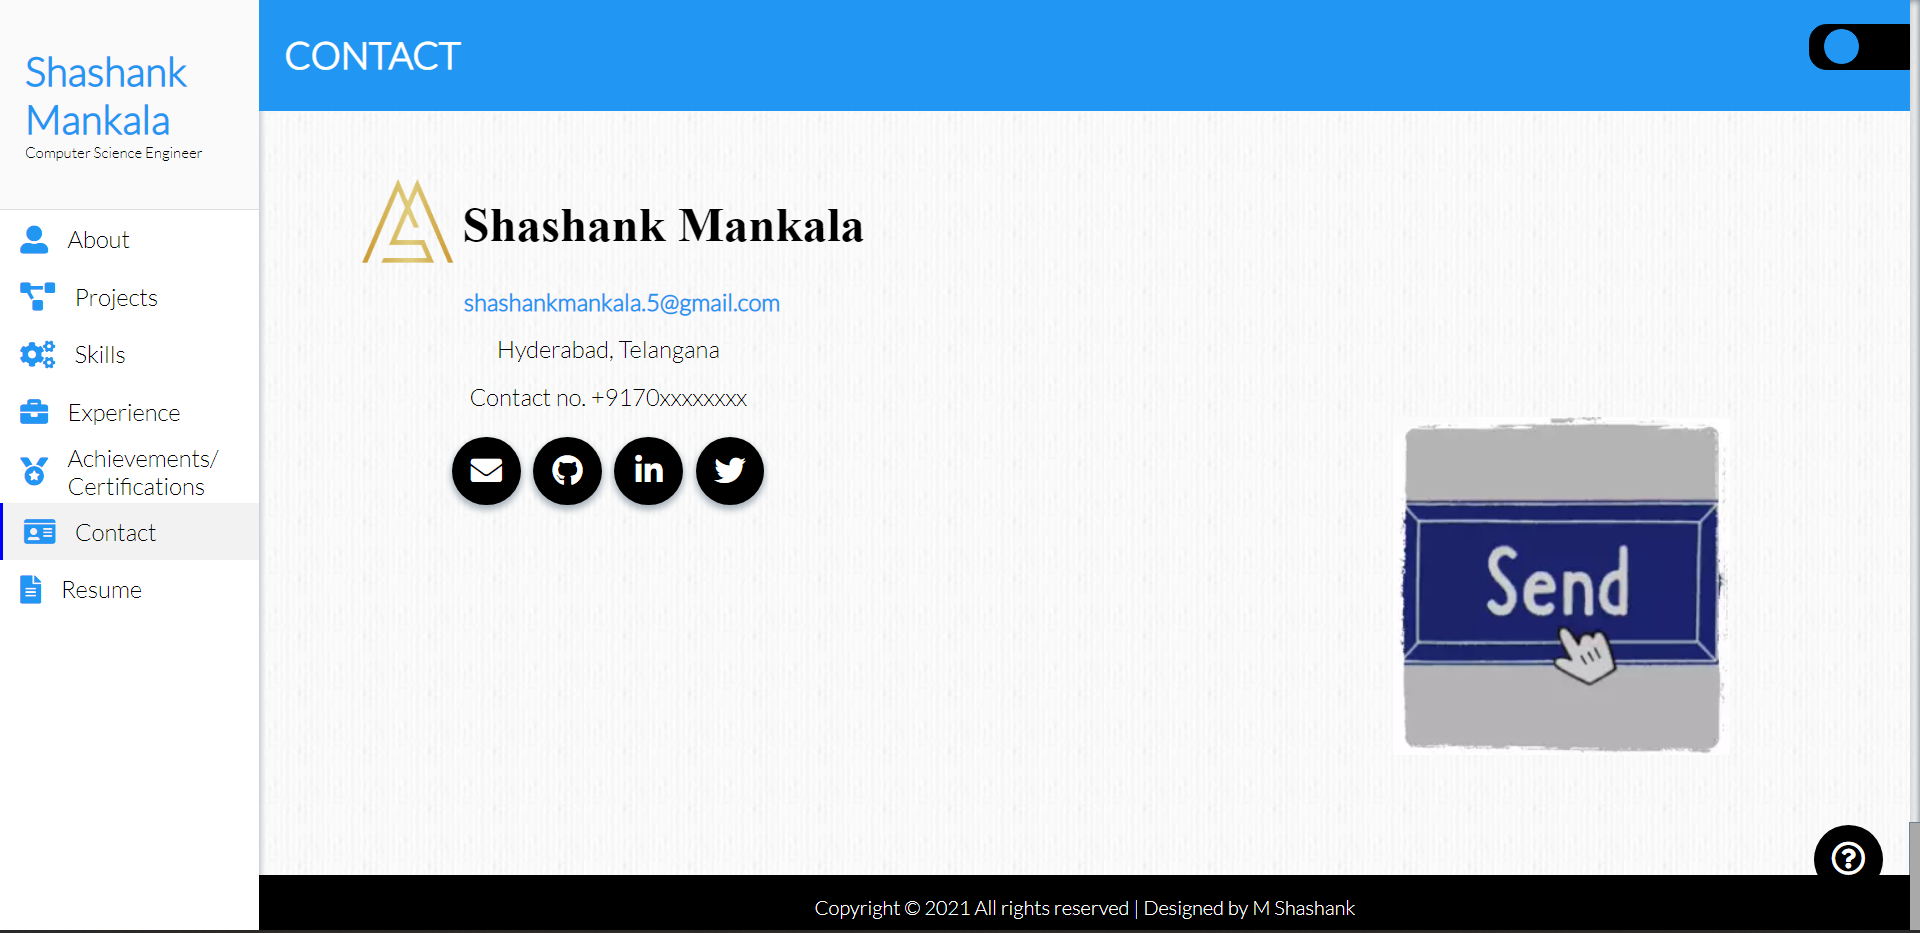 Shashank
Mankala
Computer Science Engineer
About
Projects
Skills
Experience
Achievements/
Certifications
Contact
Resume
CONTACT
Shashank Mankala
shashankmankala.5@gmail.com
Hyderabad, Telangana
Contact no. +9170xxxxxxxx
Send
Copyright © 2021 All rights reserved | Designed by M Shashank